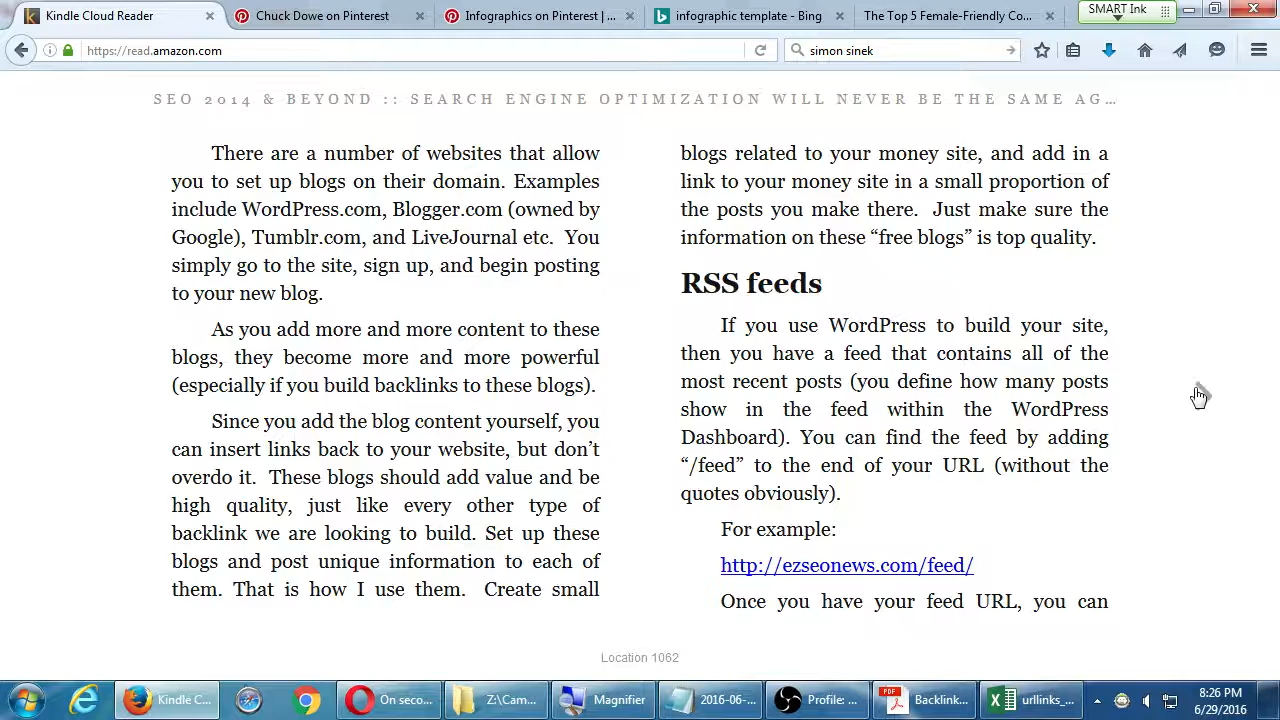 Kindle Cloud Reader
Chuck Dowe on Pinterest
Infographics on Pinterest | ...
infographic template - Bing
The Top 5 Female-Friendly Co...
SMART Ink
https://read.amazon.com
simon sinek
SEO 2014 & BEYOND :: SEARCH ENGINE OPTIMIZATION WILL NEVER BE THE SAME AG...
There are a number of websites that allow
you to set up blogs on their domain. Examples
include WordPress.com, Blogger.com (owned by
Google), Tumblr.com, and LiveJournal etc. You
simply go to the site, sign up, and begin posting
to your new blog.
As you add more and more content to these
blogs, they become more and more powerful
(especially if you build backlinks to these blogs).
Since you add the blog content yourself, you
can insert links back to your website, but don’t
overdo it. These blogs should add value and be
high quality, just like every other type of
backlink we are looking to build. Set up these
blogs and post unique information to each of
them. That is how I use them. Create small
blogs related to your money site, and add in a
link to your money site in a small proportion of
the posts you make there. Just make sure the
information on these “free blogs” is top quality.
RSS feeds
If you use WordPress to build your site,
then you have a feed that contains all of the
most recent posts (you define how many posts
show in the feed within the WordPress
Dashboard). You can find the feed by adding
“/feed” to the end of your URL (without the
quotes obviously).
For example:
http://ezseonews.com/feed/
Once you have your feed URL, you can
Location 1062
Kindle C...
On seco...
Z:\Cam...
Magnifier
2016-06-...
Profile: ...
PDF
Backlink...
urllinks_...
8:26 PM
6/29/2016